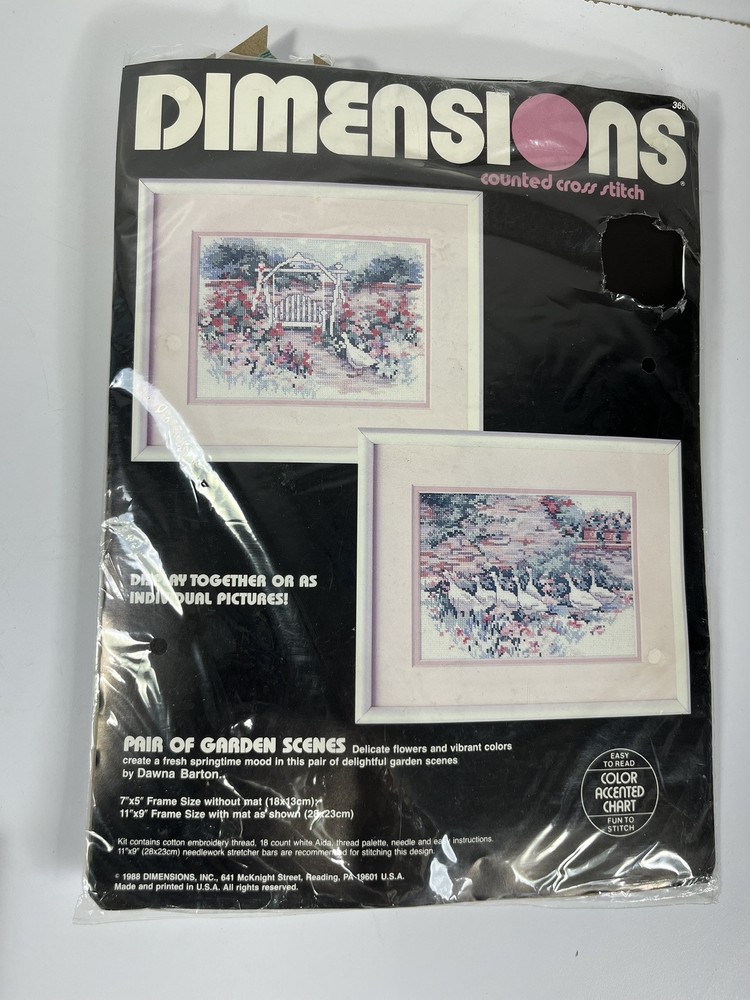 DIMENSIONS®
counted cross stitch
DISPLAY TOGETHER OR AS
INDIVIDUAL PICTURES!
PAIR OF GARDEN SCENES Delicate flowers and vibrant colors
create a fresh springtime mood in this pair of delightful garden scenes
by Dawna Barton.
7"x5" Frame Size without mat (18x13cm);
11"x9" Frame Size with mat as shown (28x23cm)
Kit contains cotton embroidery thread, 18 count white Aida, thread palette, needle and easy instructions.
11"x9" (28x23cm) needlework stretcher bars are recommended for stitching this design.
© 1988 DIMENSIONS, INC., 641 McKnight Street, Reading, PA 19601 U.S.A.
Made and printed in U.S.A. All rights reserved.
EASY
TO READ
COLOR
ACCENTED
CHART
FUN TO
STITCH